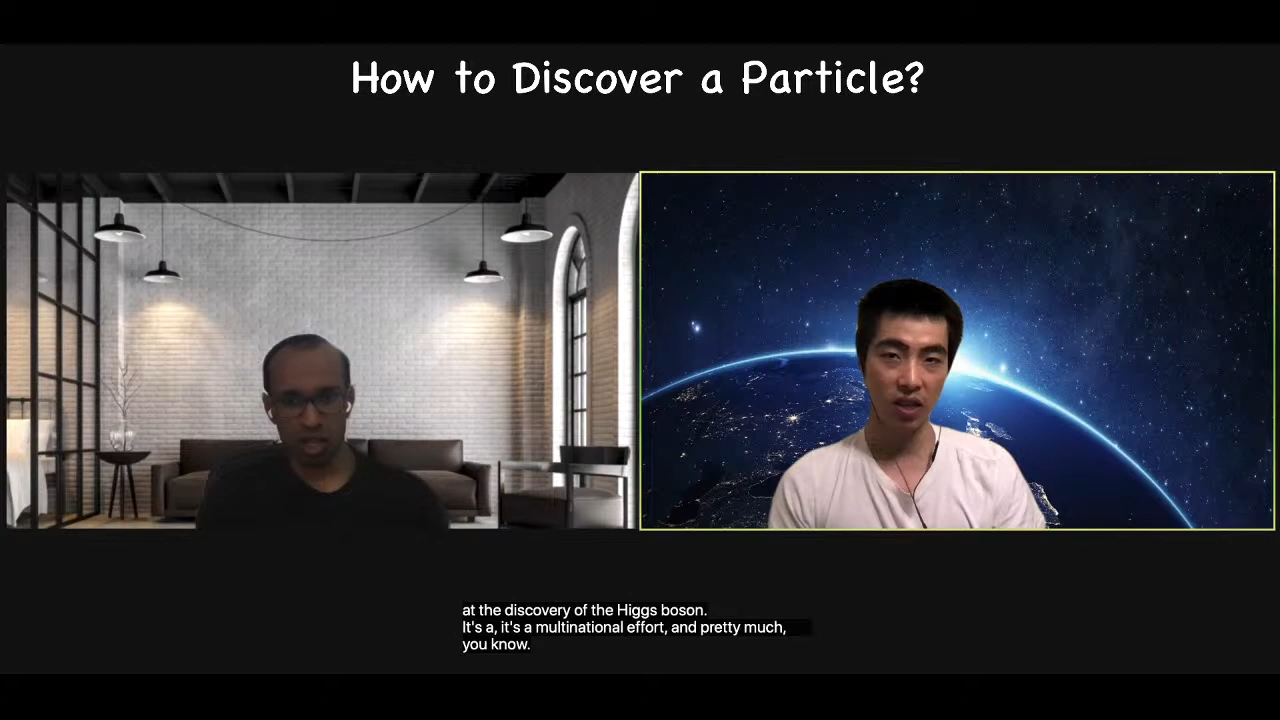 How to Discover a Particle?
at the discovery of the Higgs boson.
It's a, it's a multinational effort, and pretty much,
you know.